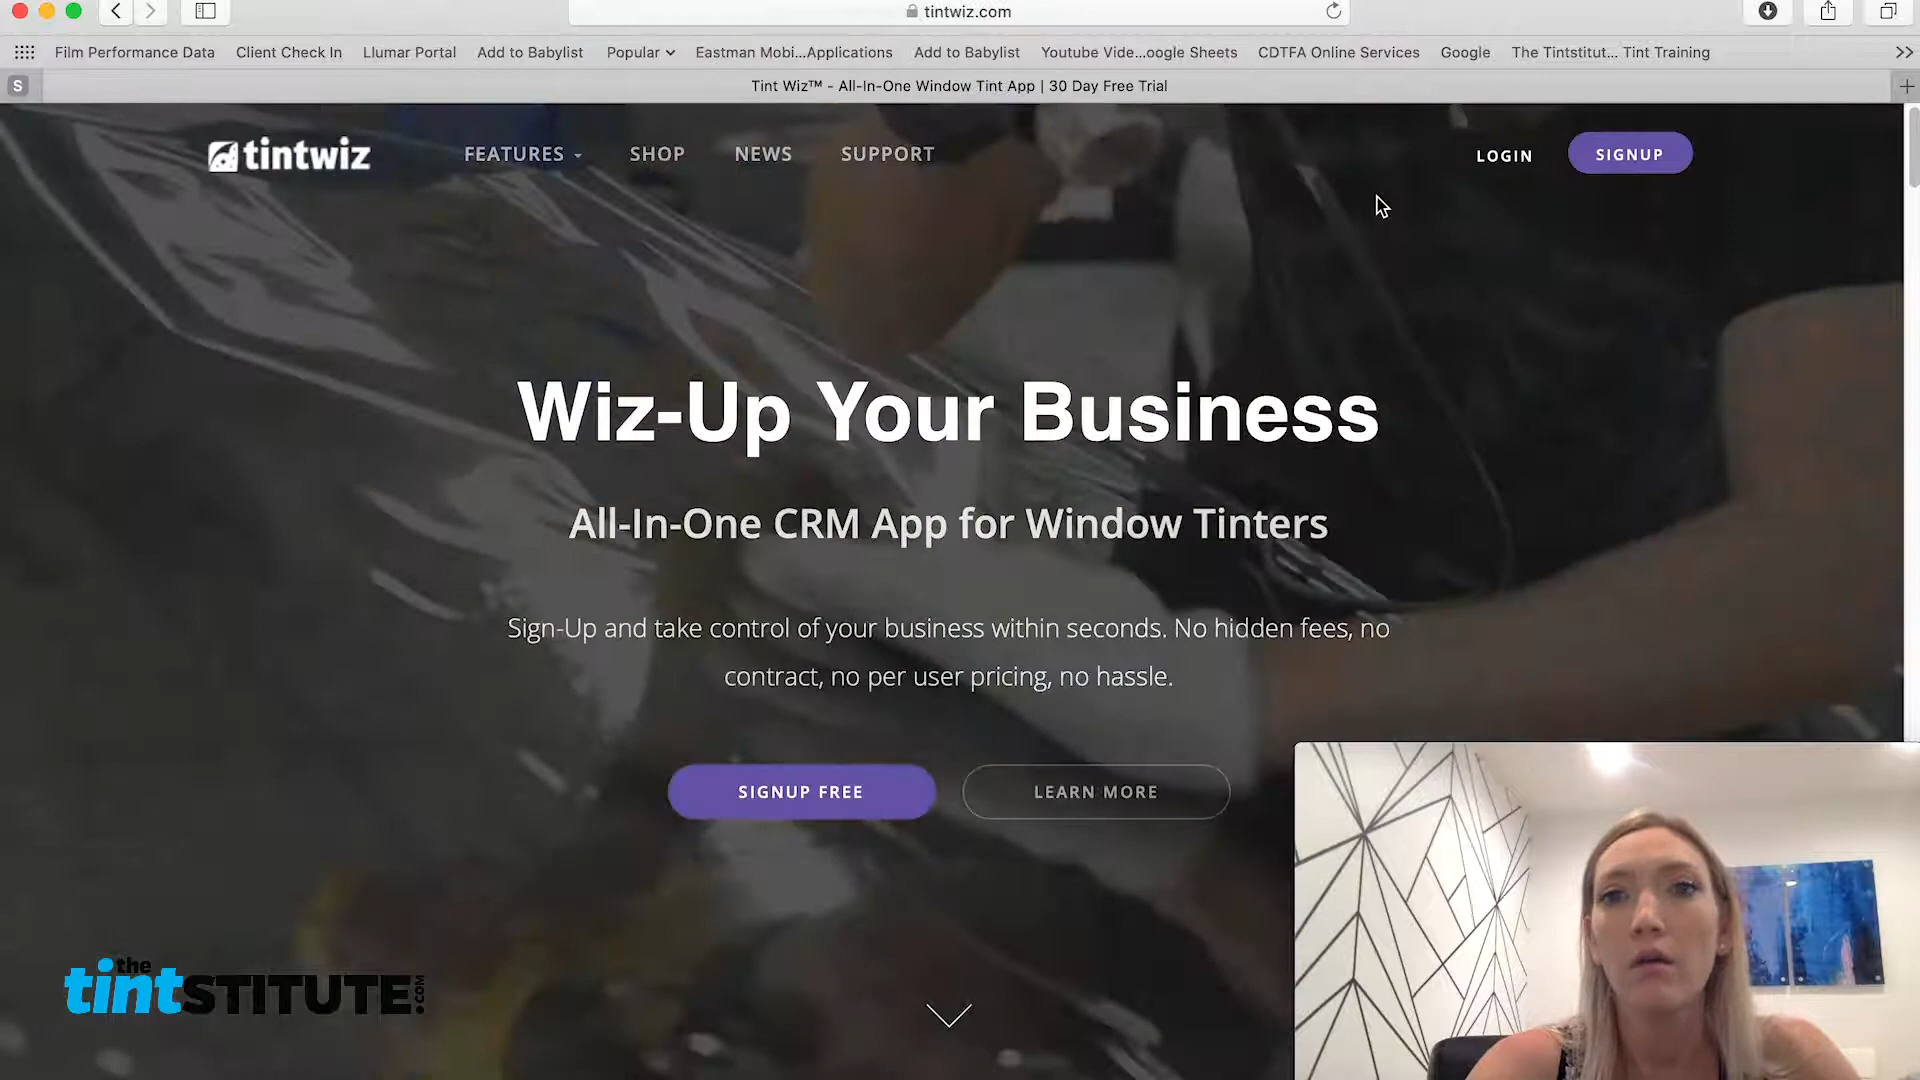 tintwiz.com
Film Performance Data
Client Check In
Llumar Portal
Add to Babylist
Popular
Eastman Mobi...Applications
Add to Babylist
Youtube Vide...oogle Sheets
CDTFA Online Services
Google
The Tintstitut... Tint Training
S
Tint Wiz™ - All-In-One Window Tint App | 30 Day Free Trial
tintwiz
FEATURES
SHOP
NEWS
SUPPORT
LOGIN
SIGNUP
Wiz-Up Your Business
All-In-One CRM App for Window Tinters
Sign-Up and take control of your business within seconds. No hidden fees, no
contract, no per user pricing, no hassle.
SIGNUP FREE
LEARN MORE
the
tintSTITUTE.COM